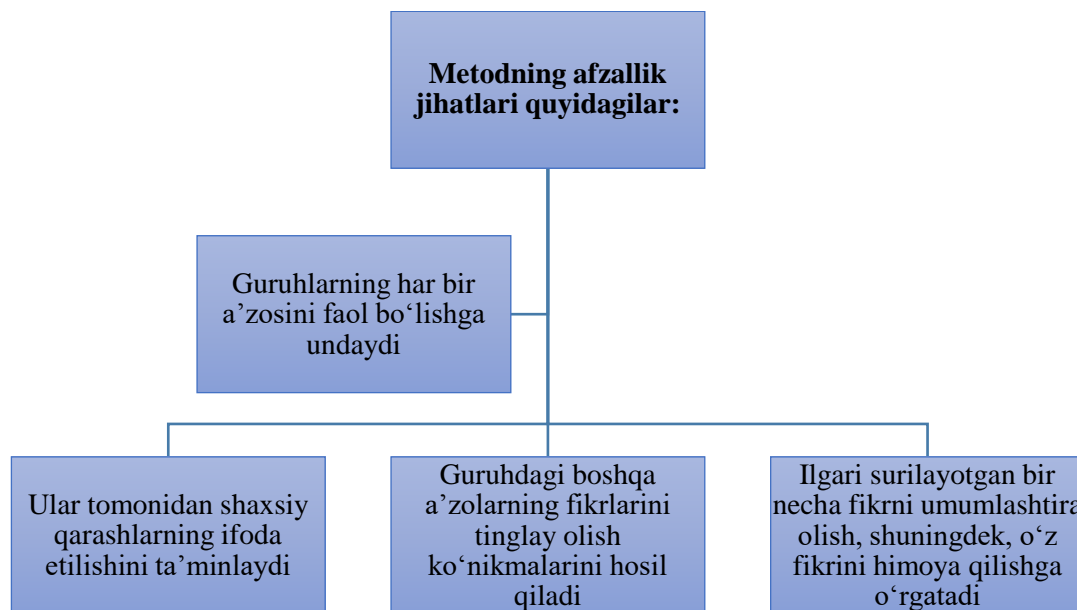 Metodning afzallik
jihatlari quyidagilar:
Guruhlarning har bir
a’zosini faol bo‘lishga
undaydi
Ular tomonidan shaxsiy
qarashlarning ifoda
etilishini ta’minlaydi
Guruhdagi boshqa
a’zolarning fikrlarini
tinglay olish
ko‘nikmalarini hosil
qiladi
Ilgari surilayotgan bir
necha fikrni umumlashtira
olish, shuningdek, o‘z
fikrini himoya qilishga
o‘rgatadi